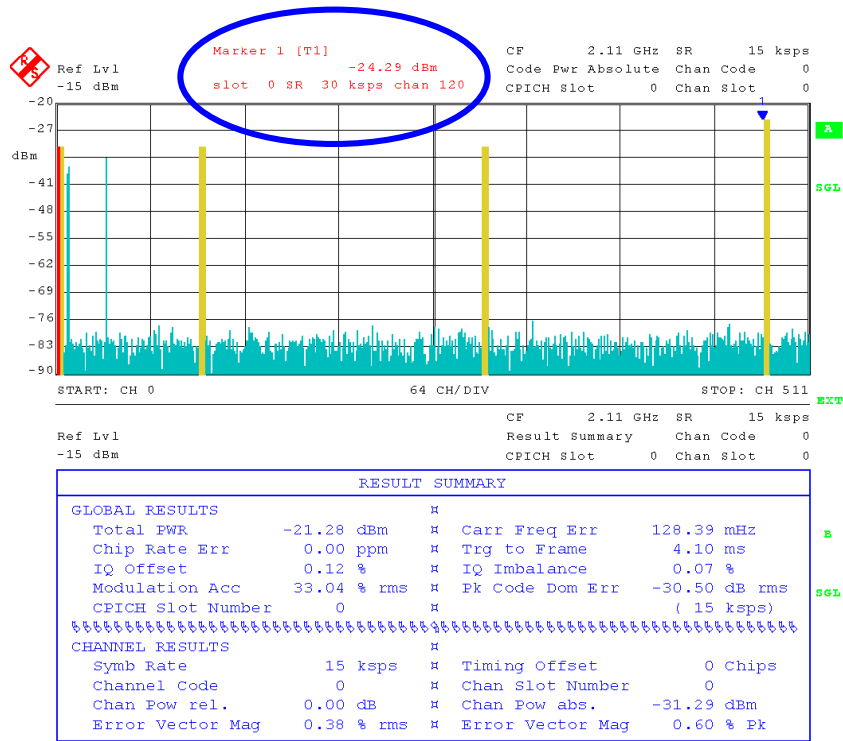 Marker 1 [T1]
CF 2.11 GHz SR 15 ksps
R S
Ref Lvl
-24.29 dBm
Code Pwr Absolute Chan Code 0
-15 dBm
slot 0 SR 30 ksps chan 120
CPICH Slot 0 Chan Slot 0
1
-20
-27
A
dBm
-41
SGL
-48
-55
-62
-69
-76
-83
-90
START: CH 0 64 CH/DIV STOP: CH 511
EXT
CF 2.11 GHz SR 15 ksps
Ref Lvl
Result Summary Chan Code 0
-15 dBm
CPICH Slot 0 Chan Slot 0
RESULT SUMMARY
GLOBAL RESULTS ¤
Total PWR -21.28 dBm ¤ Carr Freq Err 128.39 mHz
B
Chip Rate Err 0.00 ppm ¤ Trg to Frame 4.10 ms
IQ Offset 0.12 % ¤ IQ Imbalance 0.07 %
Modulation Acc 33.04 % rms ¤ Pk Code Dom Err -30.50 dB rms
SGL
CPICH Slot Number 0 ¤ ( 15 ksps)
CHANNEL RESULTS ¤
Symb Rate 15 ksps ¤ Timing Offset 0 Chips
Channel Code 0 ¤ Chan Slot Number 0
Chan Pow rel. 0.00 dB ¤ Chan Pow abs. -31.29 dBm
Error Vector Mag 0.38 % rms ¤ Error Vector Mag 0.60 % Pk